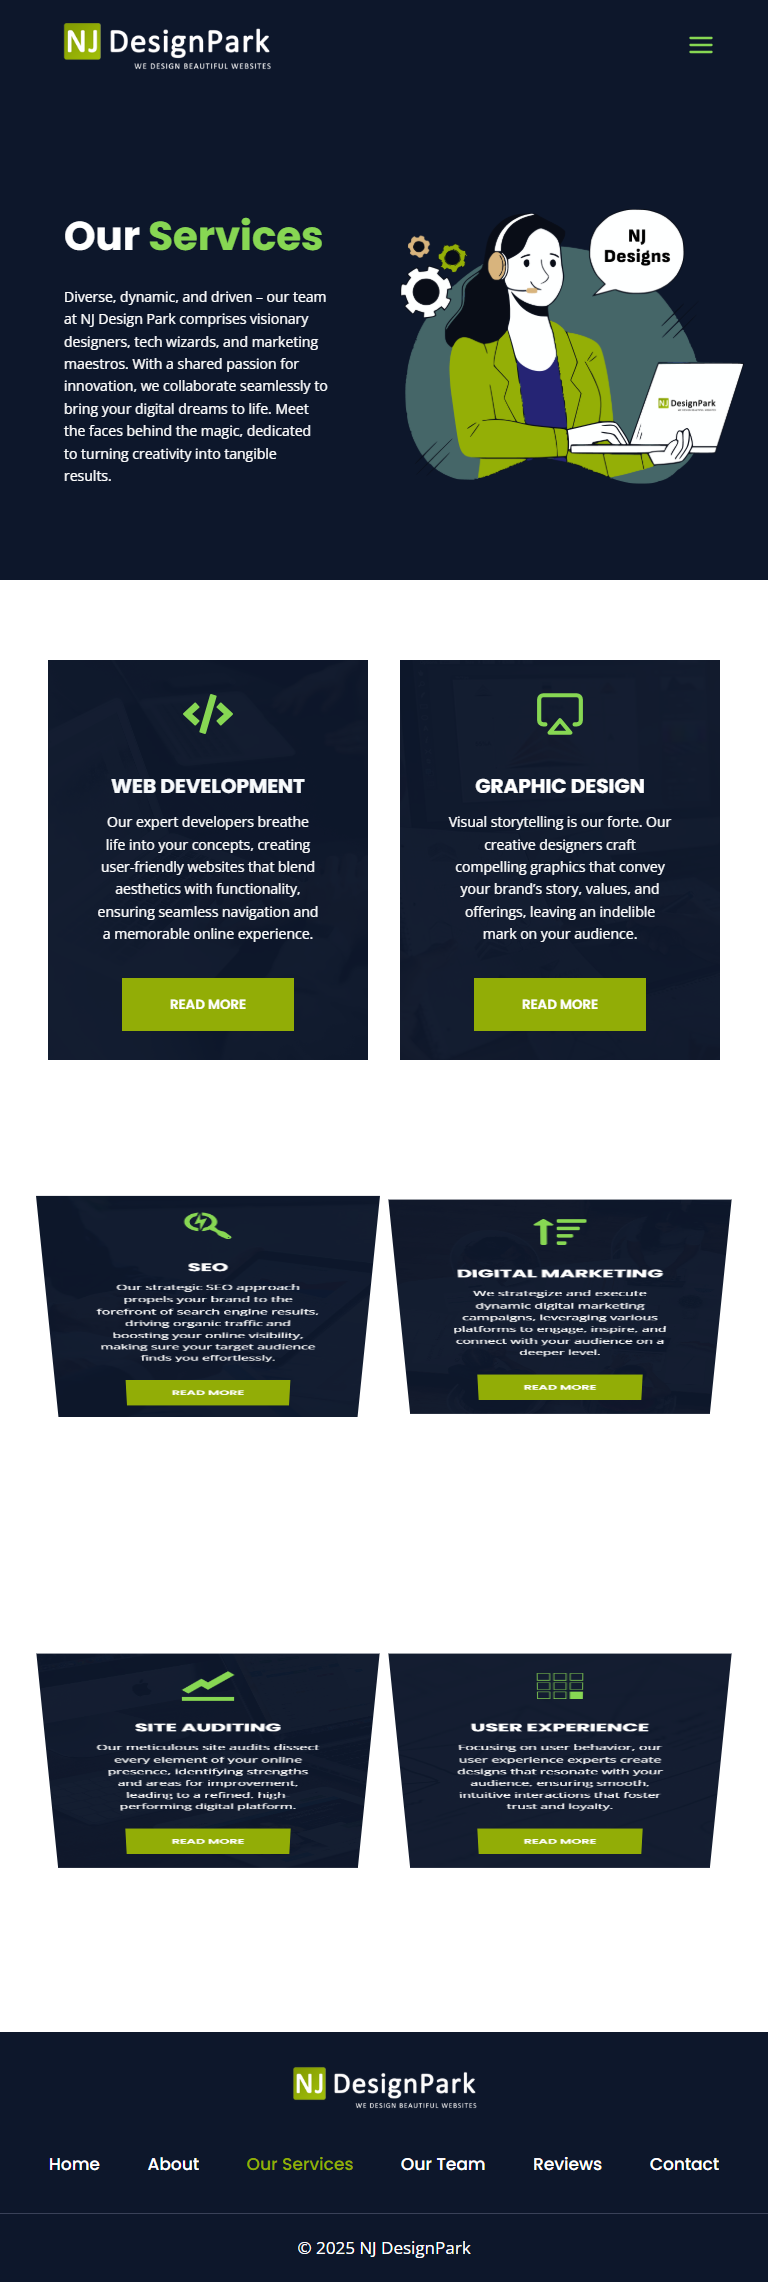 NJ DesignPark
WE DESIGN BEAUTIFUL WEBSITES
Our Services
Diverse, dynamic, and driven – our team
at NJ Design Park comprises visionary
designers, tech wizards, and marketing
maestros. With a shared passion for
innovation, we collaborate seamlessly to
bring your digital dreams to life. Meet
the faces behind the magic, dedicated
to turning creativity into tangible
results.
NJ
Designs
NJ DesignPark
WE DESIGN BEAUTIFUL WEBSITES
WEB DEVELOPMENT
Our expert developers breathe
life into your concepts, creating
user-friendly websites that blend
aesthetics with functionality,
ensuring seamless navigation and
a memorable online experience.
READ MORE
GRAPHIC DESIGN
Visual storytelling is our forte. Our
creative designers craft
compelling graphics that convey
your brand’s story, values, and
offerings, leaving an indelible
mark on your audience.
READ MORE
SEO
Our strategic SEO approach
propels your brand to the
forefront of search engine results,
driving organic traffic and
boosting your online visibility,
making sure your target audience
finds you effortlessly.
READ MORE
DIGITAL MARKETING
We strategize and execute
dynamic digital marketing
campaigns, leveraging various
platforms to engage, inspire, and
connect with your audience on a
deeper level.
READ MORE
SITE AUDITING
Our meticulous site audits dissect
every element of your online
presence, identifying strengths
and areas for improvement,
leading to a refined, high-
performing digital platform.
READ MORE
USER EXPERIENCE
Focusing on user behavior, our
user experience experts create
designs that resonate with your
audience, ensuring smooth,
intuitive interactions that foster
trust and loyalty.
READ MORE
NJ DesignPark
WE DESIGN BEAUTIFUL WEBSITES
Home About Our Services Our Team Reviews Contact
© 2025 NJ DesignPark